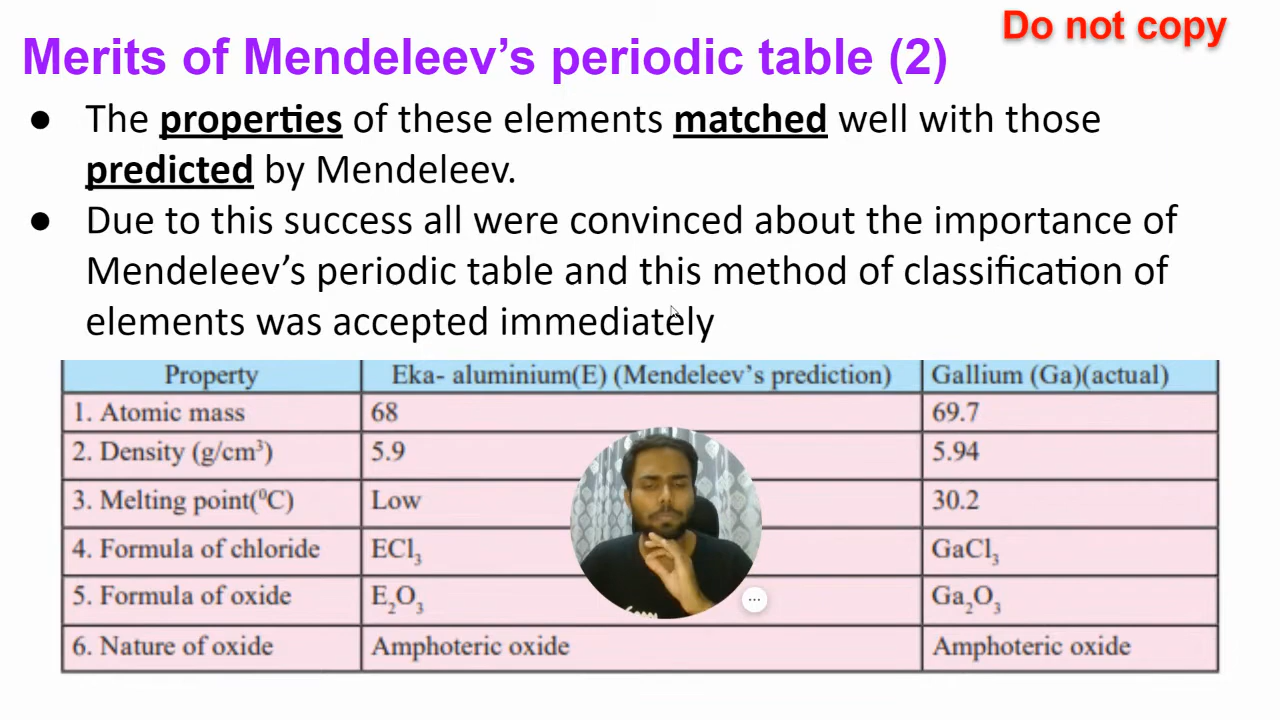 Do not copy
Merits of Mendeleev’s periodic table (2)
● The properties of these elements matched well with those
predicted by Mendeleev.
● Due to this success all were convinced about the importance of
Mendeleev’s periodic table and this method of classification of
elements was accepted immediately
Property Eka- aluminium(E) (Mendeleev’s prediction) Gallium (Ga)(actual)
1. Atomic mass 68 69.7
2. Density (g/cm³) 5.9 5.94
3. Melting point(⁰C) Low 30.2
4. Formula of chloride ECl₃ GaCl₃
5. Formula of oxide E₂O₃ Ga₂O₃
6. Nature of oxide Amphoteric oxide Amphoteric oxide